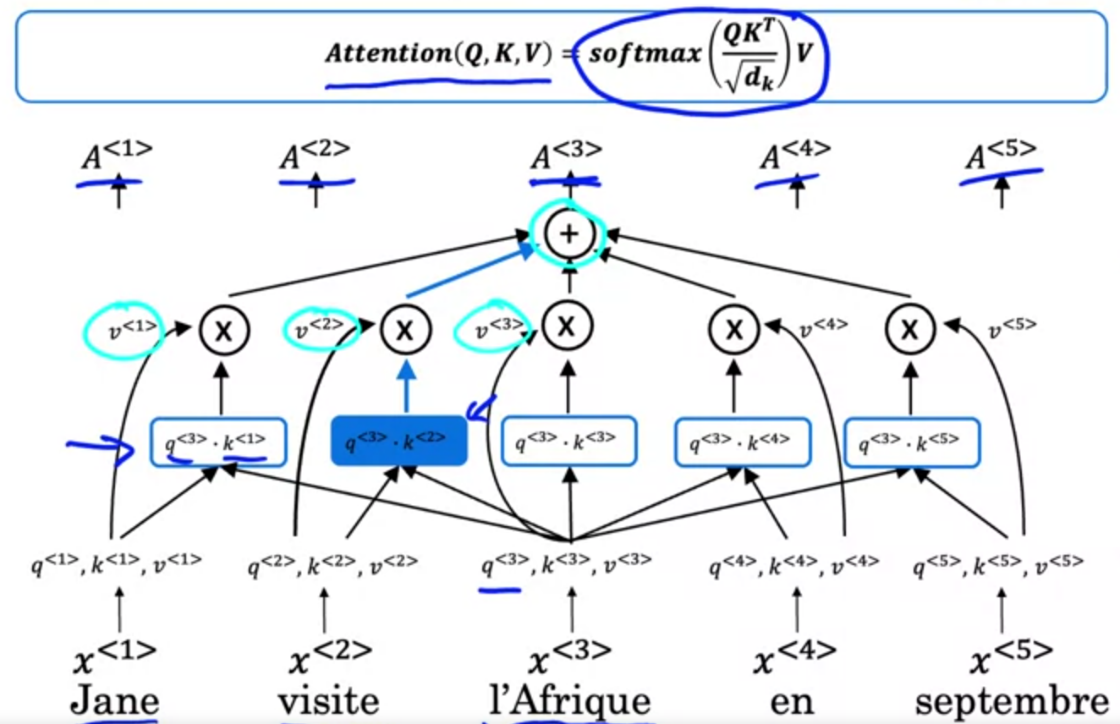 Attention(Q, K, V) = softmax(QKᵀ/√dₖ)V
A<1> A<2> A<3> A<4> A<5>
+
v<1> X v<2> X v<3> X X v<4> X v<5>
q<3> · k<1> q<3> · k<2> q<3> · k<3> q<3> · k<4> q<3> · k<5>
q<1>, k<1>, v<1> q<2>, k<2>, v<2> q<3>, k<3>, v<3> q<4>, k<4>, v<4> q<5>, k<5>, v<5>
x<1> x<2> x<3> x<4> x<5>
Jane visite l'Afrique en septembre